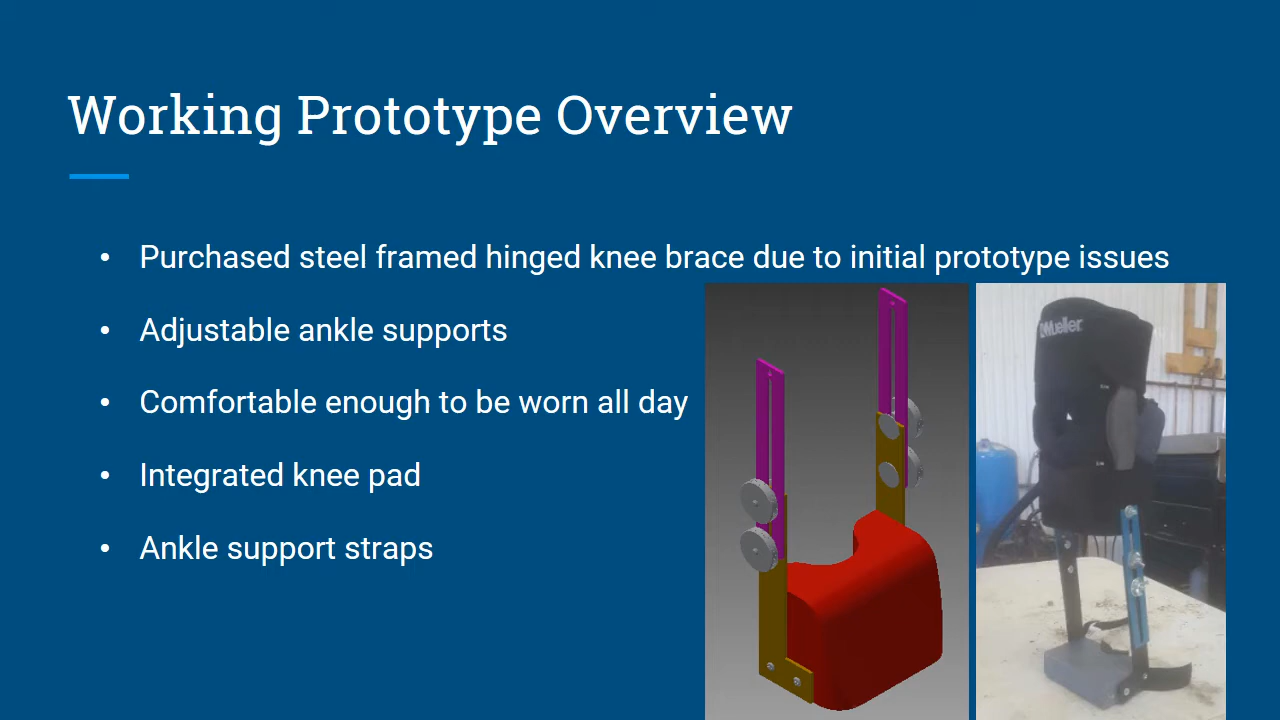 Working Prototype Overview
• Purchased steel framed hinged knee brace due to initial prototype issues
• Adjustable ankle supports
• Comfortable enough to be worn all day
• Integrated knee pad
• Ankle support straps
Mueller